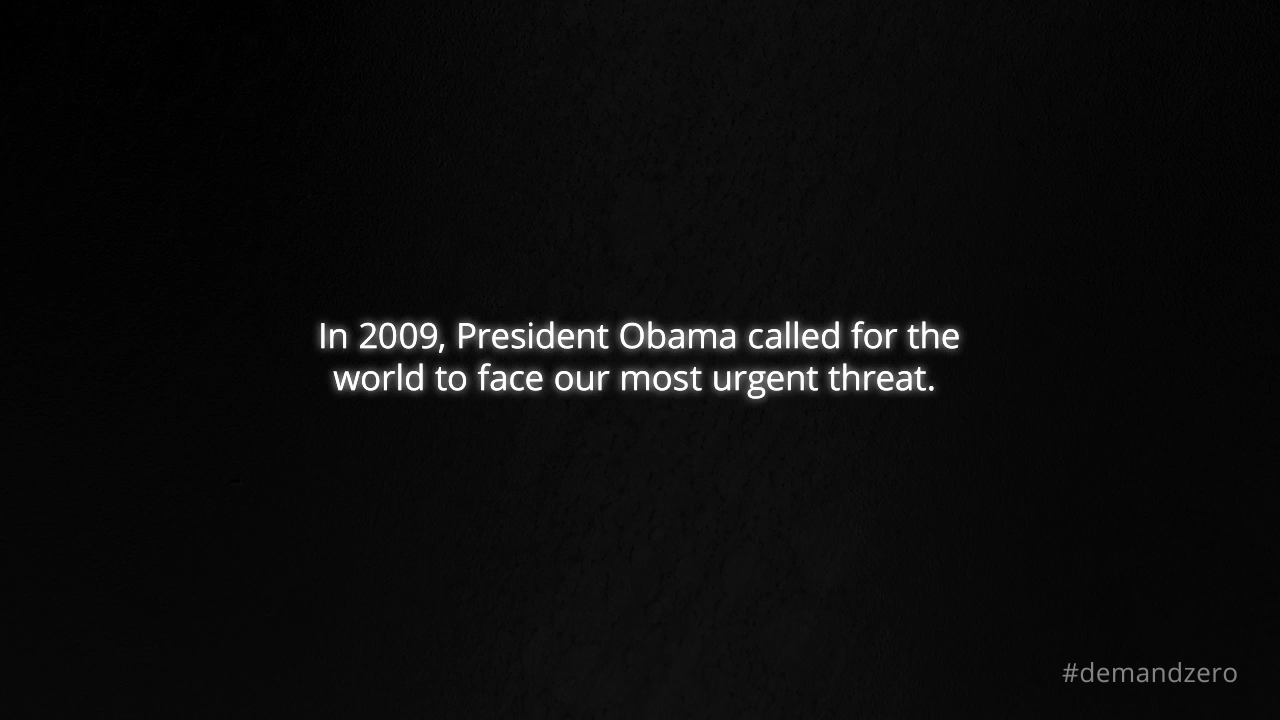 In 2009, President Obama called for the
world to face our most urgent threat.
#demandzero